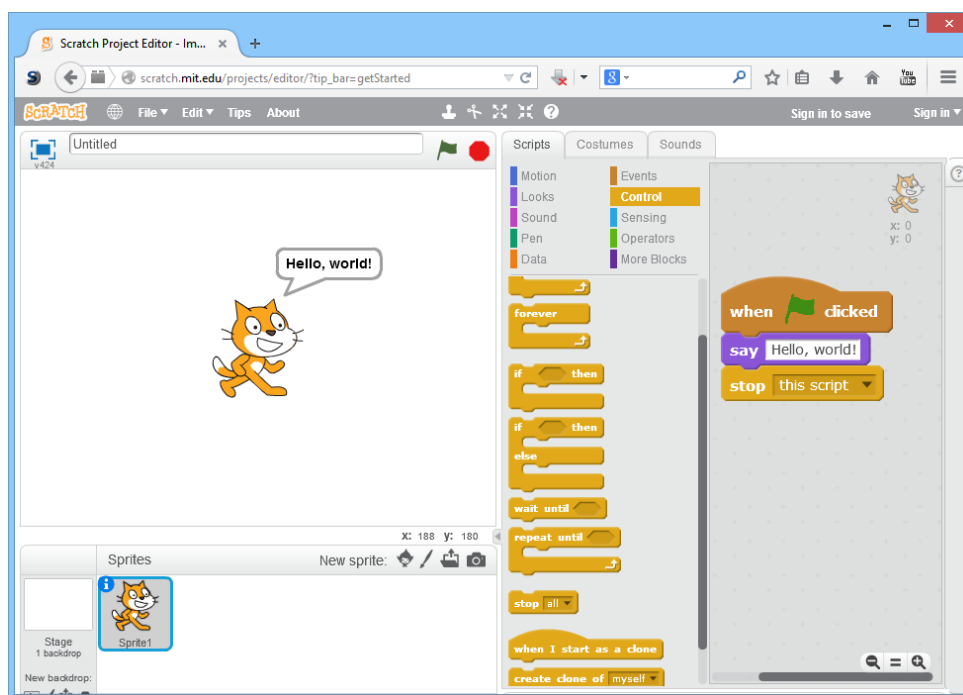 Scratch Project Editor - Im...
scratch.mit.edu/projects/editor/?tip_bar=getStarted
8
You
Tube
SCRATCH File Edit Tips About Sign in to save Sign in
Untitled
v424
Hello, world!
X: 188 y: 180
Sprites New sprite:
Stage
1 backdrop
New backdrop:
Sprite1
Scripts Costumes Sounds
Motion Events
Looks Control
Sound Sensing
Pen Operators
Data More Blocks
forever
if then
if then
else
wait until
repeat until
stop all
when I start as a clone
create clone of myself
x: 0
y: 0
when clicked
say Hello, world!
stop this script